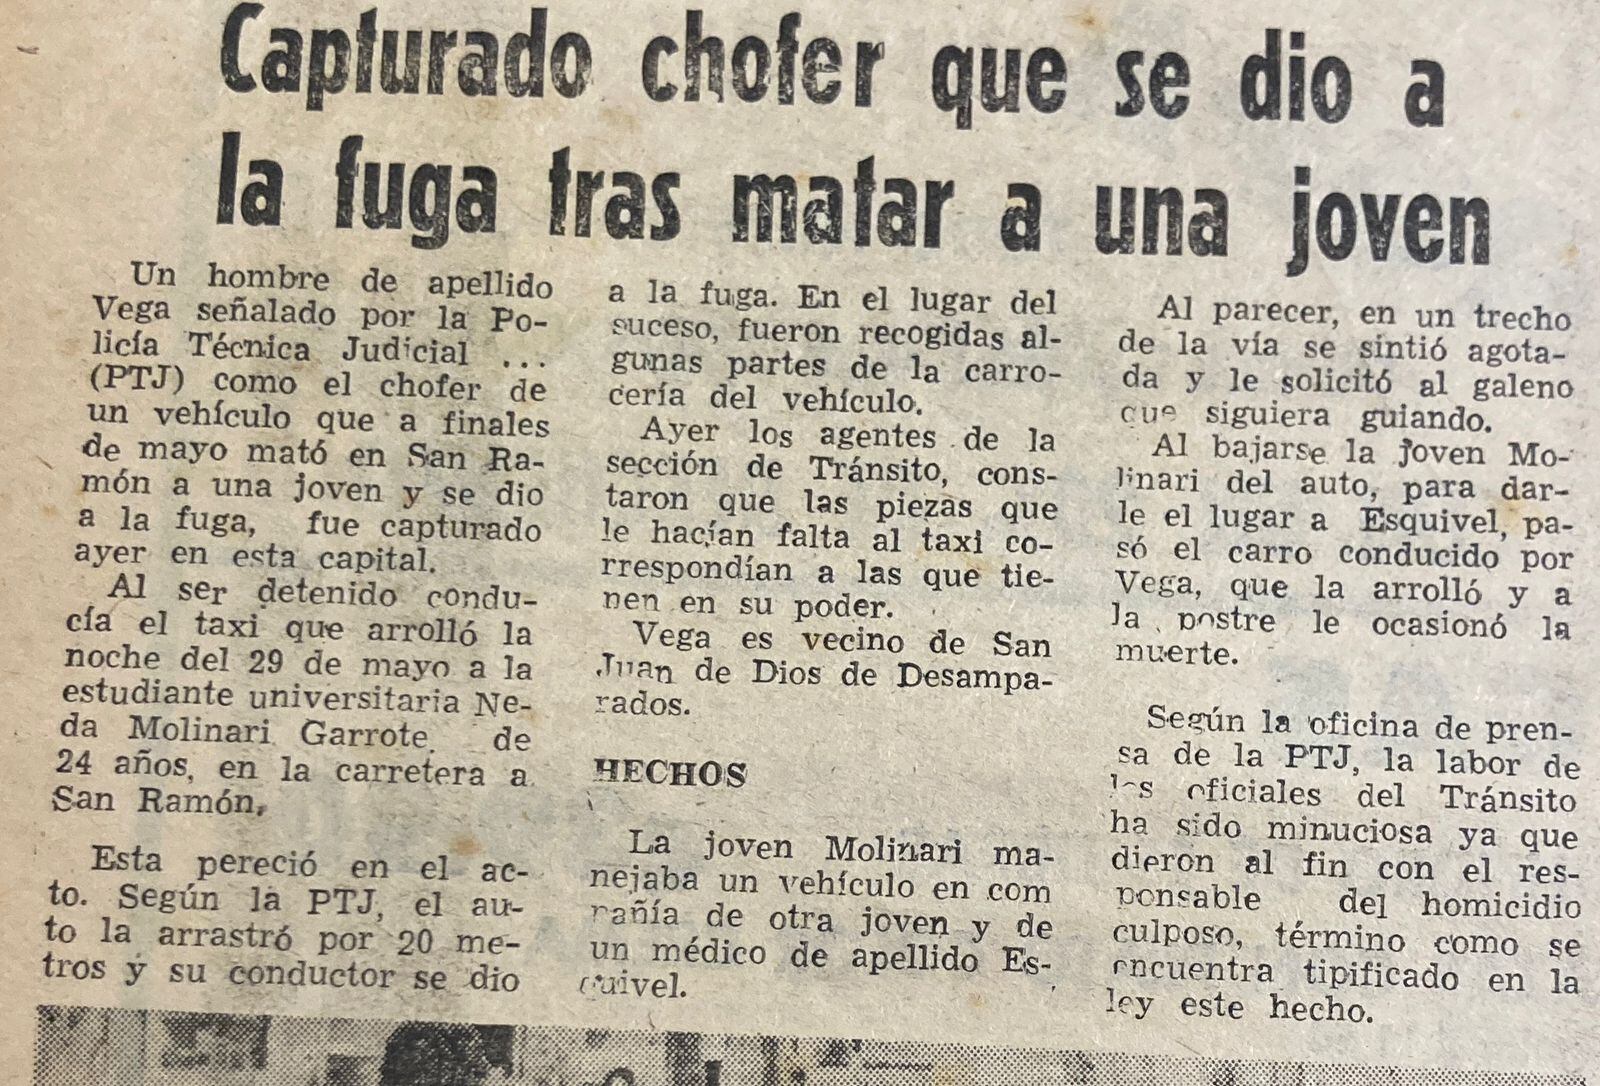 Capturado chofer que se dio a
la fuga tras matar a una joven
Un hombre de apellido
Vega señalado por la Po-
licía Técnica Judicial ...
(PTJ) como el chofer de
un vehículo que a finales
de mayo mató en San Ra-
món a una joven y se dio
a la fuga, fue capturado
ayer en esta capital.
Al ser detenido condu-
cía el taxi que arrolló la
noche del 29 de mayo a la
estudiante universitaria Ne-
da Molinari Garrote. de
24 años, en la carretera a
San Ramón,
Esta pereció en el ac-
to. Según la PTJ, el au-
to la arrastró por 20 me-
tros y su conductor se dio
a la fuga. En el lugar del
suceso, fueron recogidas al-
gunas partes de la carro-
cería del vehículo.
Ayer los agentes de la
sección de Tránsito, cons-
taron que las piezas que
le hacían falta al taxi co-
rrespondían a las que tie-
nen en su poder.
Vega es vecino de San
Juan de Dios de Desampa-
rados.
HECHOS
La joven Molinari ma-
nejaba un vehículo en com
pañía de otra joven y de
un médico de apellido Es-
quivel.
Al parecer, en un trecho
de la vía se sintió agota-
da y le solicitó al galeno
que siguiera guiando.
Al bajarse la joven Mo-
linari del auto, para dar-
le el lugar a Esquivel, pa-
só el carro conducido por
Vega, que la arrolló y a
la postre le ocasionó la
muerte.
Según la oficina de pren-
sa de la PTJ, la labor de
los oficiales del Tránsito
ha sido minuciosa ya que
dieron al fin con el res-
ponsable del homicidio
culposo, término como se
encuentra tipificado en la
ley este hecho.